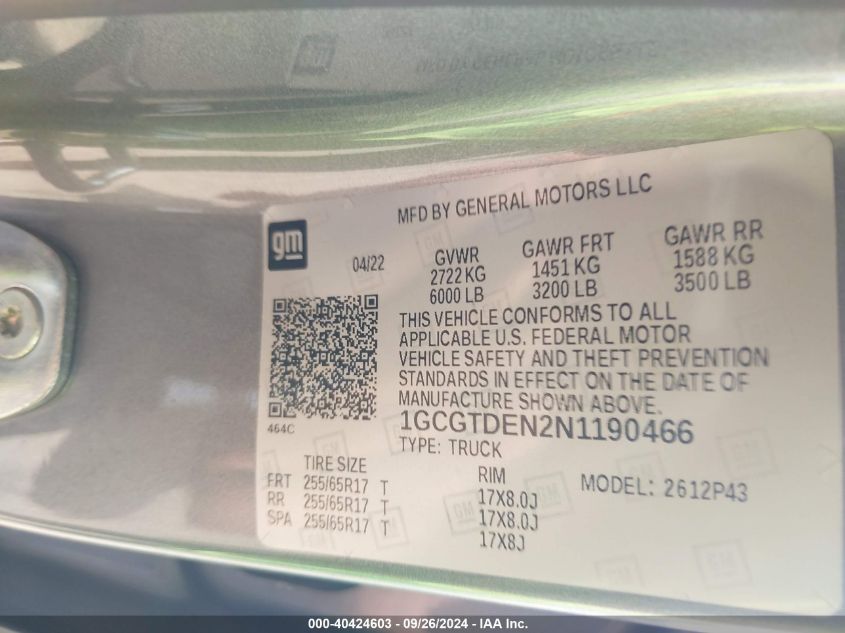 MFD BY GENERAL MOTORS LLC
gm
04/22
GVWR GAWR FRT GAWR RR
2722 KG 1451 KG 1588 KG
6000 LB 3200 LB 3500 LB
THIS VEHICLE CONFORMS TO ALL
APPLICABLE U.S. FEDERAL MOTOR
VEHICLE SAFETY AND THEFT PREVENTION
STANDARDS IN EFFECT ON THE DATE OF
MANUFACTURE SHOWN ABOVE.
464C
1GCGTDEN2N1190466
TYPE: TRUCK
TIRE SIZE RIM MODEL: 2612P43
FRT 255/65R17 T 17X8.0J
RR 255/65R17 T 17X8.0J
SPA 255/65R17 T 17X8J
000-40424603 - 09/26/2024 - IAA Inc.